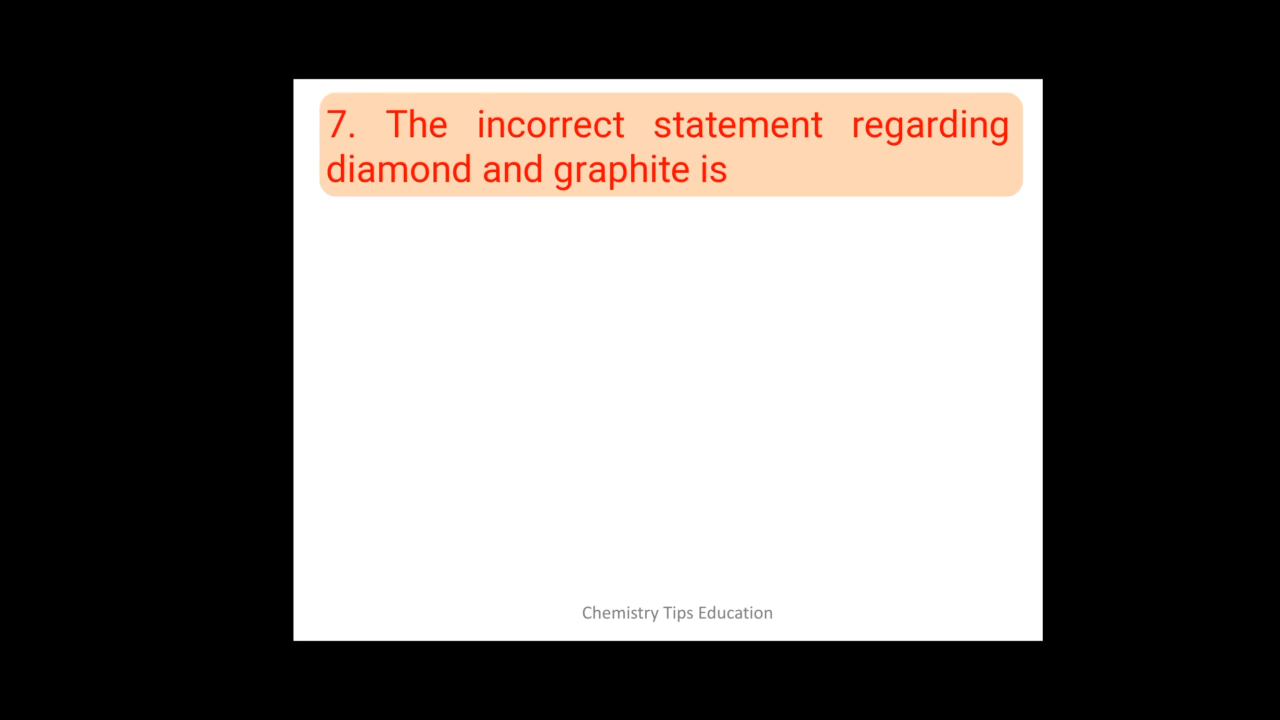 7. The incorrect statement regarding
diamond and graphite is
Chemistry Tips Education